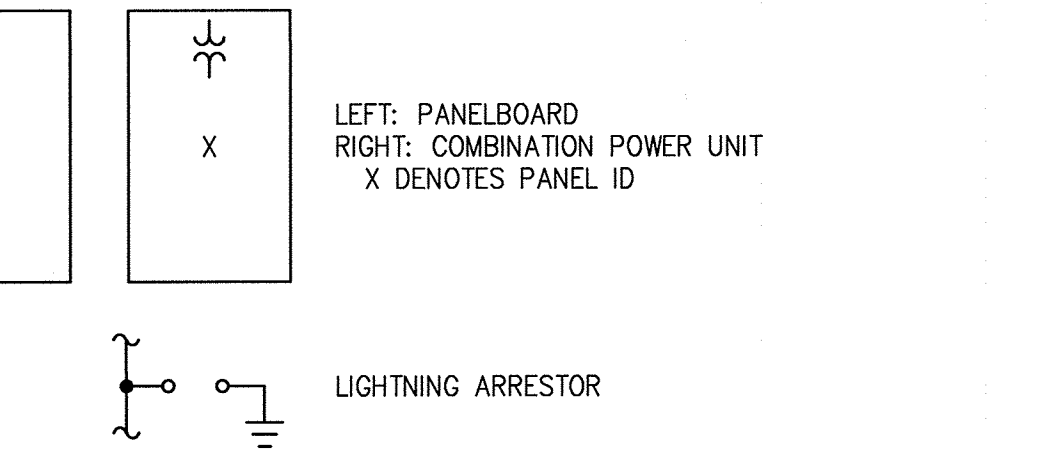 X
LEFT: PANELBOARD
RIGHT: COMBINATION POWER UNIT
X DENOTES PANEL ID
LIGHTNING ARRESTOR